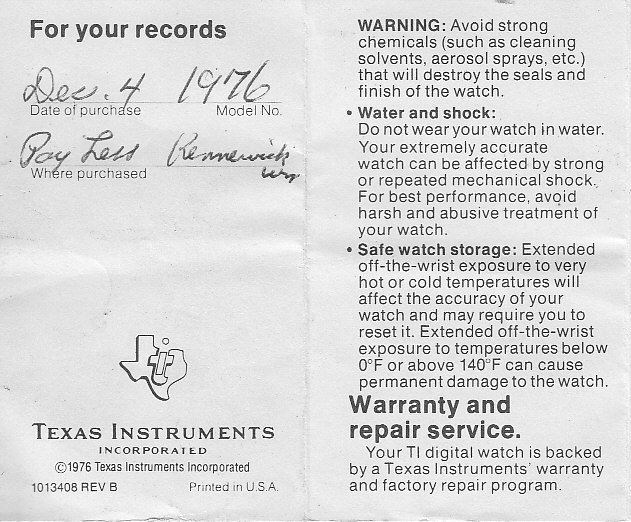 For your records
Dec. 4 1976
Date of purchase Model No.
Pay Less Kennewick
Wn
Where purchased
TEXAS INSTRUMENTS
INCORPORATED
©1976 Texas Instruments Incorporated
1013408 REV B Printed in U.S.A.
WARNING: Avoid strong
chemicals (such as cleaning
solvents, aerosol sprays, etc.)
that will destroy the seals and
finish of the watch.
• Water and shock:
Do not wear your watch in water.
Your extremely accurate
watch can be affected by strong
or repeated mechanical shock.
For best performance, avoid
harsh and abusive treatment of
your watch.
• Safe watch storage: Extended
off-the-wrist exposure to very
hot or cold temperatures will
affect the accuracy of your
watch and may require you to
reset it. Extended off-the-wrist
exposure to temperatures below
0°F or above 140°F can cause
permanent damage to the watch.
Warranty and
repair service.
Your TI digital watch is backed
by a Texas Instruments' warranty
and factory repair program.